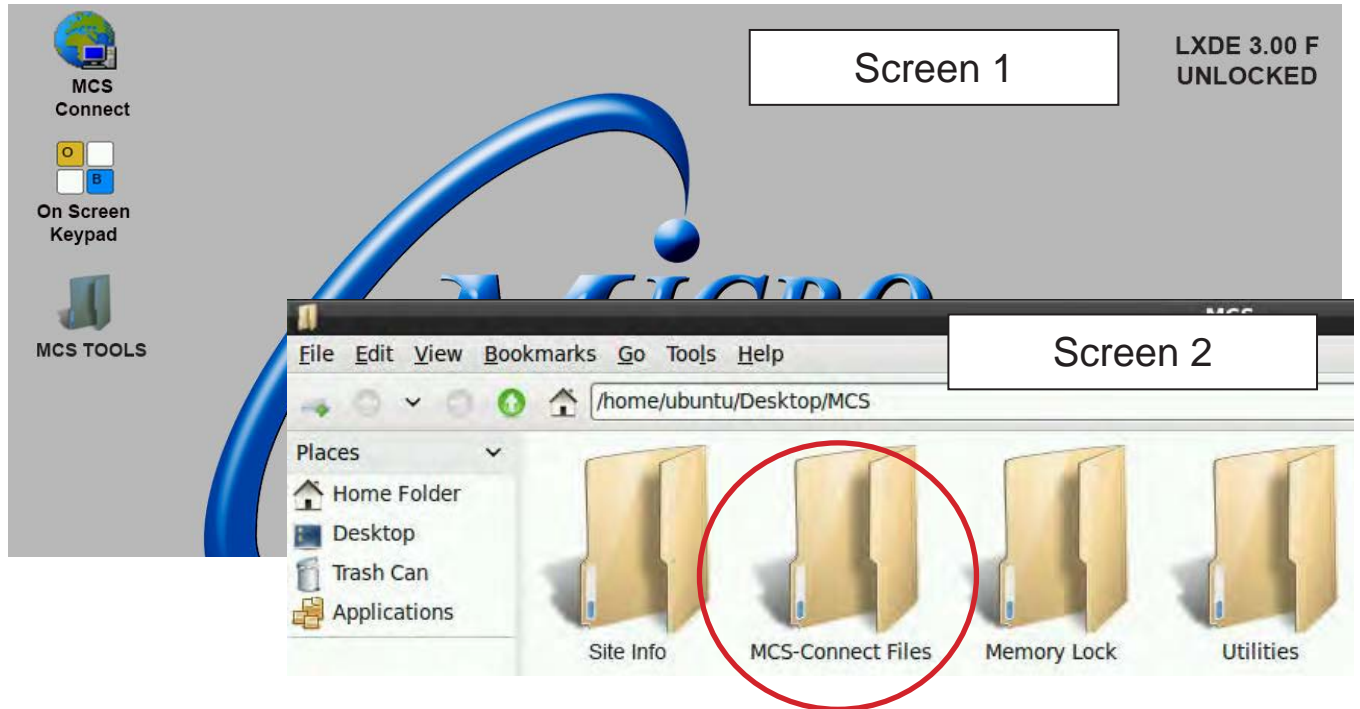 MCS
Connect
O
B
On Screen
Keypad
MCS TOOLS
Screen 1
LXDE 3.00 F
UNLOCKED
MICRO
MCS
Screen 2
File Edit View Bookmarks Go Tools Help
/home/ubuntu/Desktop/MCS
Places
Home Folder
Desktop
Trash Can
Applications
Site Info
MCS-Connect Files
Memory Lock
Utilities